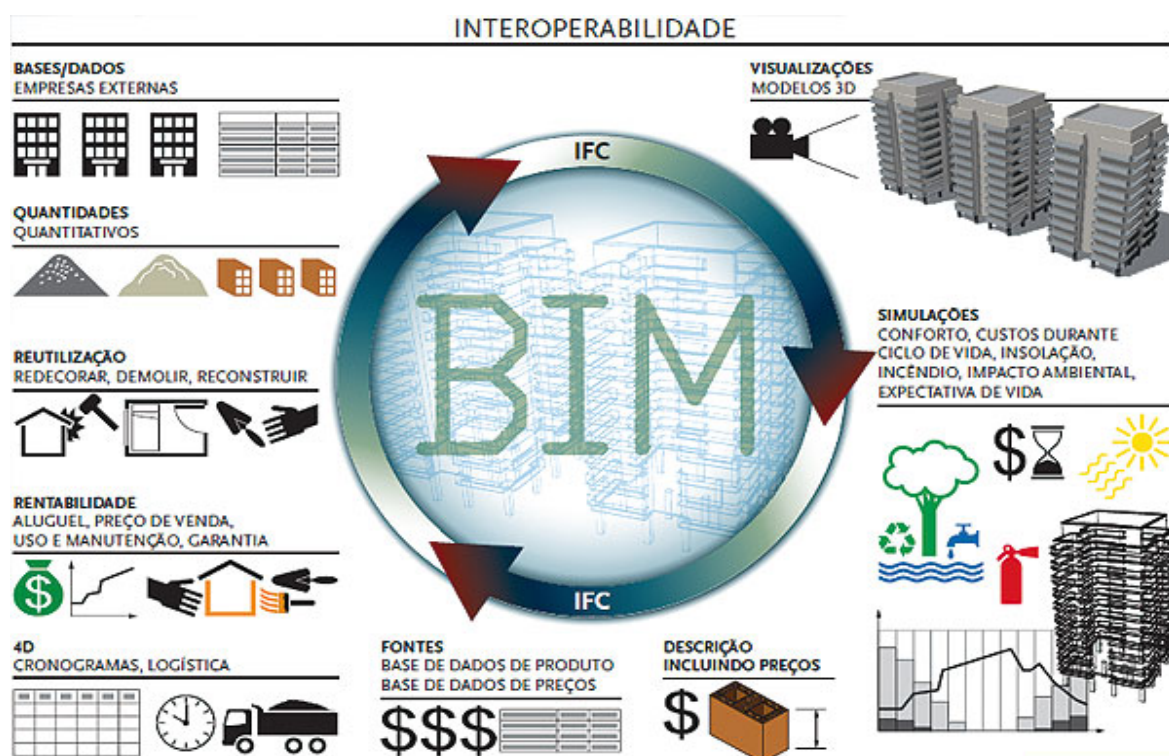 INTEROPERABILIDADE
BASES/DADOS
EMPRESAS EXTERNAS
QUANTIDADES
QUANTITATIVOS
REUTILIZAÇÃO
REDECORAR, DEMOLIR, RECONSTRUIR
RENTABILIDADE
ALUGUEL, PREÇO DE VENDA,
USO E MANUTENÇÃO, GARANTIA
$
4D
CRONOGRAMAS, LOGÍSTICA
IFC
BIM
IFC
FONTES
BASE DE DADOS DE PRODUTO
BASE DE DADOS DE PREÇOS
$$$
DESCRIÇÃO
INCLUINDO PREÇOS
$
VISUALIZAÇÕES
MODELOS 3D
SIMULAÇÕES
CONFORTO, CUSTOS DURANTE
CICLO DE VIDA, INSOLAÇÃO,
INCÊNDIO, IMPACTO AMBIENTAL,
EXPECTATIVA DE VIDA
$